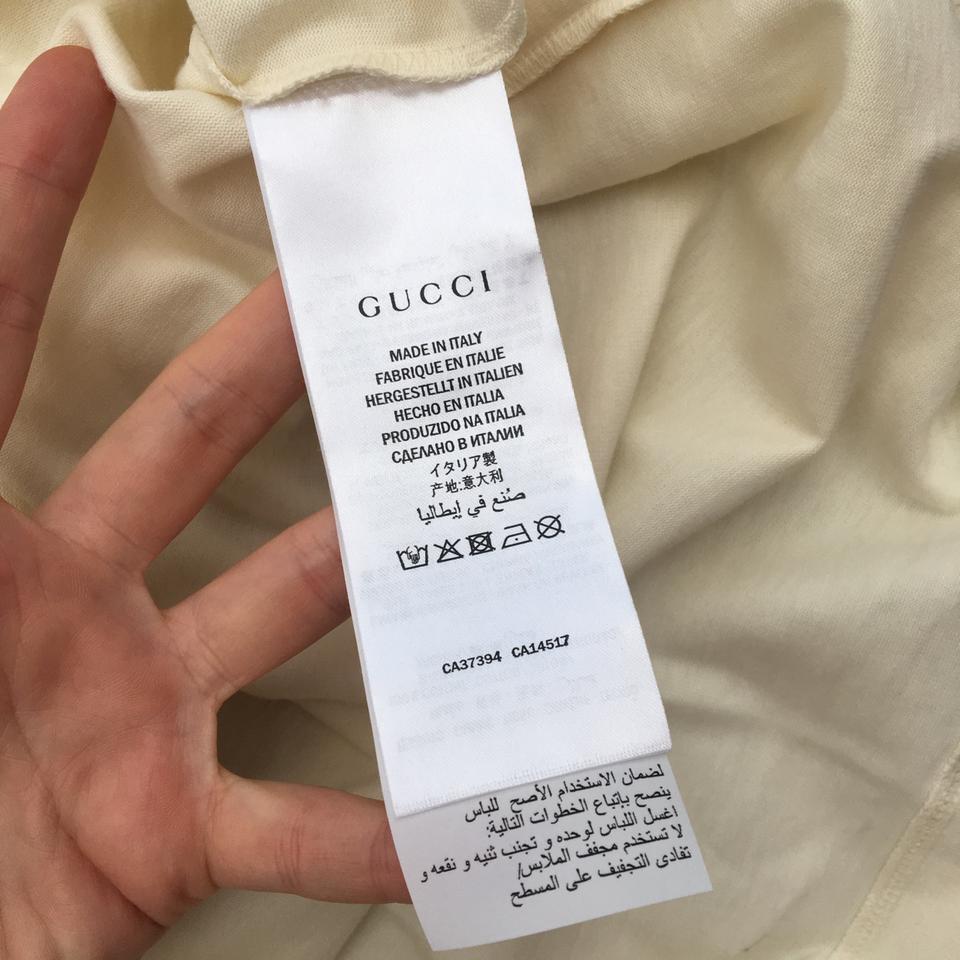 GUCCI
MADE IN ITALY
FABRIQUE EN ITALIE
HERGESTELLT IN ITALIEN
HECHO EN ITALIA
PRODUZIDO NA ITALIA
СДЕЛАНО В ИТАЛИИ
イタリア製
产地:意大利
صُنع في إيطاليا
CA37394 CA14517
لضمان الاستخدام الأصح للباس
ينصح بإتباع الخطوات التالية:
اغسل اللباس لوحده و تجنب ثنيه و نقعه و
لا تستخدم مجفف الملابس/
تفادى التجفيف على المسطح